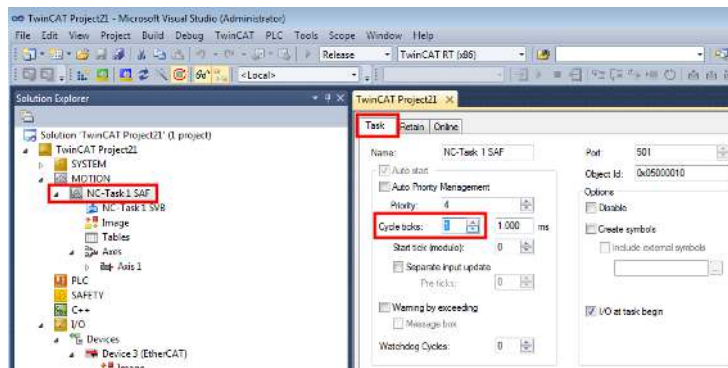 TwinCAT Project21 - Microsoft Visual Studio (Administrator)
File Edit View Project Build Debug TwinCAT PLC Tools Scope Window Help
Release TwinCAT RT (x86)
<Local>
Solution Explorer
TwinCAT Project21
Solution 'TwinCAT Project21' (1 project)
TwinCAT Project21
SYSTEM
MOTION
NC-Task 1 SAF
NC-Task 1 SVB
Image
Tables
Axes
Axis 1
PLC
SAFETY
C++
I/O
Devices
Device 3 (EtherCAT)
Image
Task Retain Online
Name: NC-Task 1 SAF Port: 501
Auto start Object Id: 0x05000010
Auto Priority Management Options
Priority: 4 Disable
Cycle ticks: 1 1.000 ms Create symbols
Start tick (modulo): 0 Include external symbols
Separate input update
Pre ticks: 0
Warning by exceeding I/O at task begin
Message box
Watchdog Cycles: 0